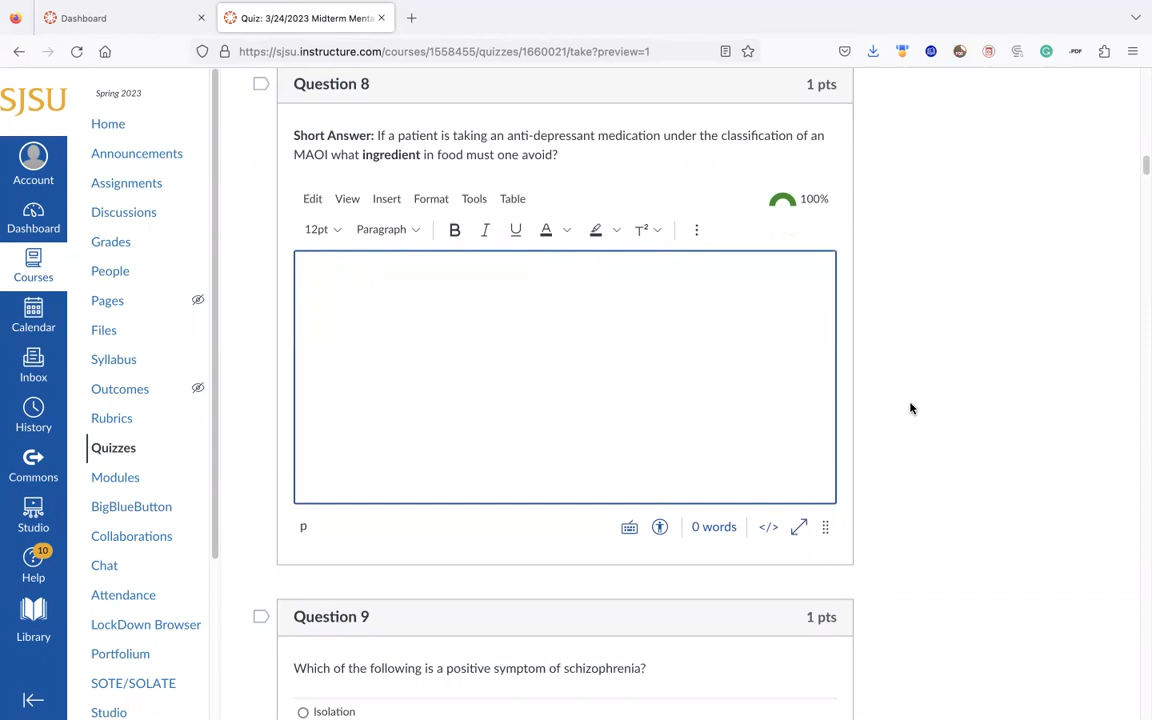 Dashboard
Quiz: 3/24/2023 Midterm Menta
https://sjsu.instructure.com/courses/1558455/quizzes/1660021/take?preview=1
.PDF
SJSU
Account
Dashboard
Courses
Calendar
Inbox
History
Commons
Studio
10
Help
Library
Spring 2023
Home
Announcements
Assignments
Discussions
Grades
People
Pages
Files
Syllabus
Outcomes
Rubrics
Quizzes
Modules
BigBlueButton
Collaborations
Chat
Attendance
LockDown Browser
Portfolium
SOTE/SOLATE
Studio
Question 8 1 pts
Short Answer: If a patient is taking an anti-depressant medication under the classification of an
MAOI what ingredient in food must one avoid?
Edit View Insert Format Tools Table 100%
12pt Paragraph B I U A T²
p 0 words </>
Question 9 1 pts
Which of the following is a positive symptom of schizophrenia?
Isolation